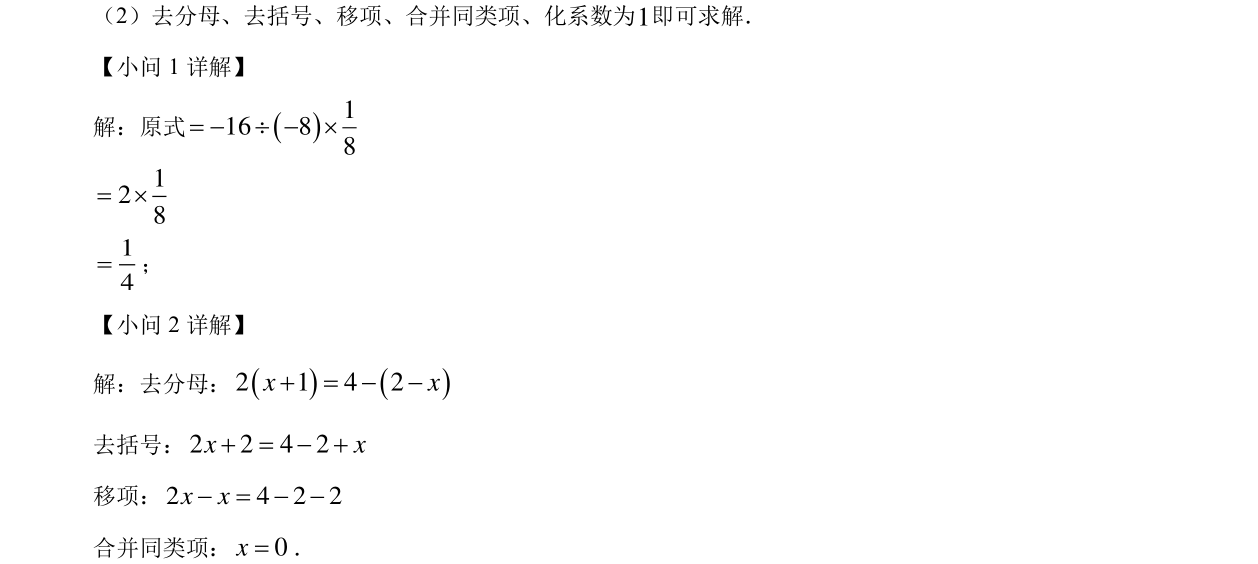 （2）去分母、去括号、移项、合并同类项、化系数为1即可求解．
【小问 1 详解】
解：原式 = −16 ÷ (−8) × 1/8
= 2 × 1/8
= 1/4 ；
【小问 2 详解】
解：去分母：2(x+1) = 4 − (2 − x)
去括号：2x + 2 = 4 − 2 + x
移项：2x − x = 4 − 2 − 2
合并同类项：x = 0．